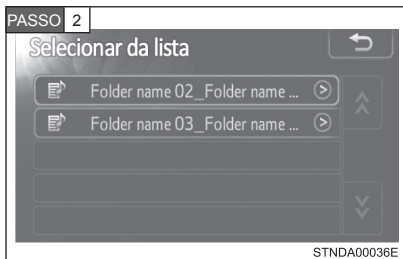 PASSO 2
Selecionar da lista
Folder name 02_Folder name ...
Folder name 03_Folder name ...
STNDA00036E